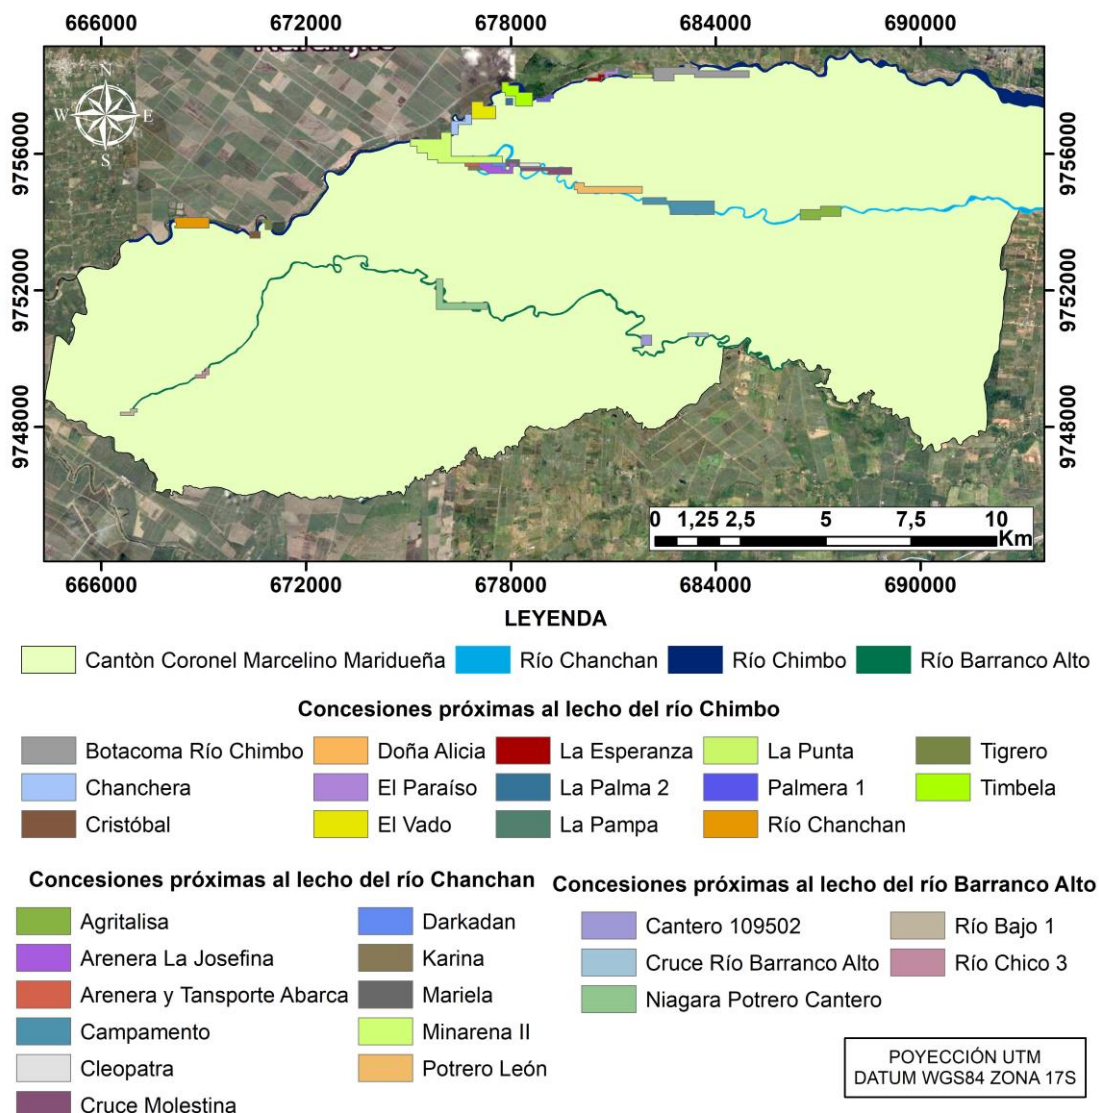 666000 672000 678000 684000 690000
N
W E
S
9756000 9756000
9752000 9752000
9748000 9748000
0 1,25 2,5 5 7,5 10
Km
666000 672000 678000 684000 690000
LEYENDA
Cantòn Coronel Marcelino Maridueña Río Chanchan Río Chimbo Río Barranco Alto
Concesiones próximas al lecho del río Chimbo
Botacoma Río Chimbo Doña Alicia La Esperanza La Punta Tigrero
Chanchera El Paraíso La Palma 2 Palmera 1 Timbela
Cristóbal El Vado La Pampa Río Chanchan
Concesiones próximas al lecho del río Chanchan
Agritalisa Darkadan
Arenera La Josefina Karina
Arenera y Tansporte Abarca Mariela
Campamento Minarena II
Cleopatra Potrero León
Cruce Molestina
Concesiones próximas al lecho del río Barranco Alto
Cantero 109502 Río Bajo 1
Cruce Río Barranco Alto Río Chico 3
Niagara Potrero Cantero
POYECCIÓN UTM
DATUM WGS84 ZONA 17S